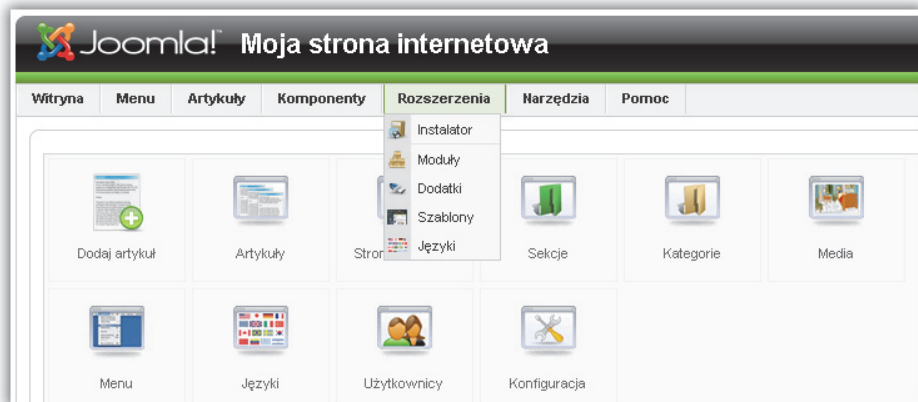 Joomla! Moja strona internetowa
Witryna Menu Artykuły Komponenty Rozszerzenia Narzędzia Pomoc
Instalator
Moduły
Dodatki
Szablony
Języki
Dodaj artykuł Artykuły Sekcje Kategorie Media
Menu Języki Użytkownicy Konfiguracja